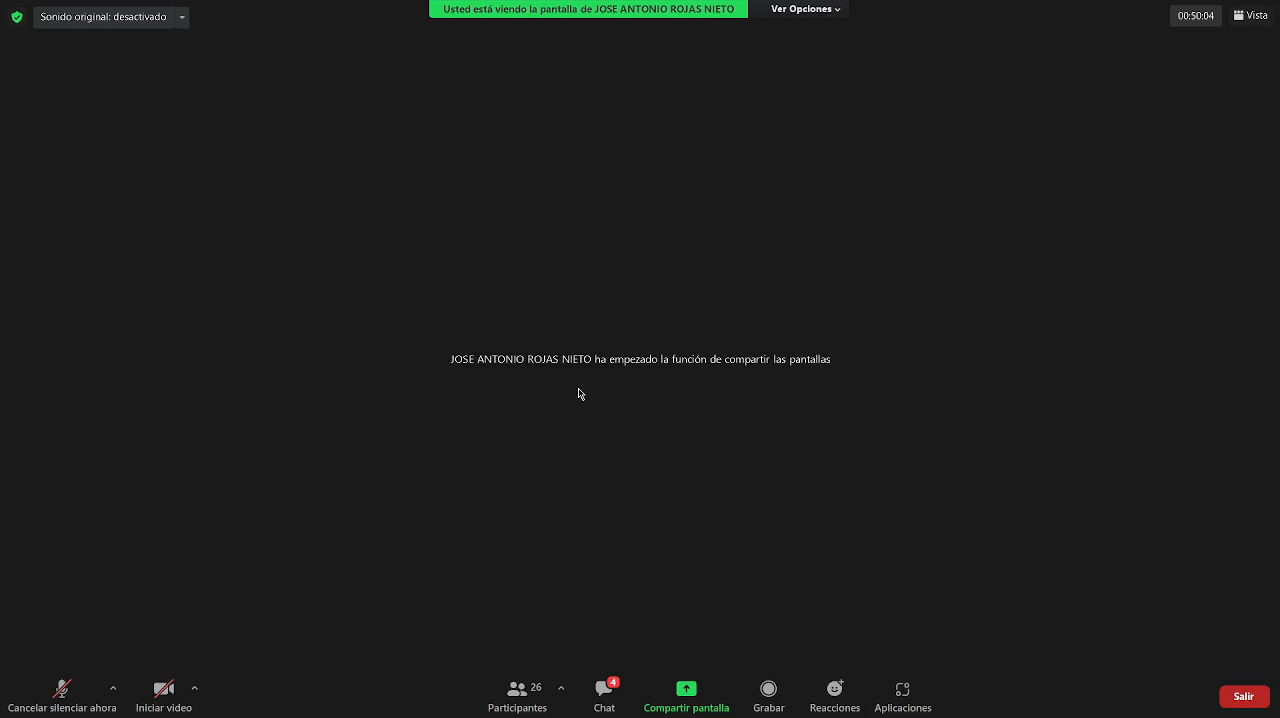 Sonido original: desactivado
Usted está viendo la pantalla de JOSE ANTONIO ROJAS NIETO
Ver Opciones
00:50:04
Vista
JOSE ANTONIO ROJAS NIETO ha empezado la función de compartir las pantallas
Cancelar silenciar ahora
Iniciar video
26
Participantes
4
Chat
Compartir pantalla
Grabar
Reacciones
Aplicaciones
Salir